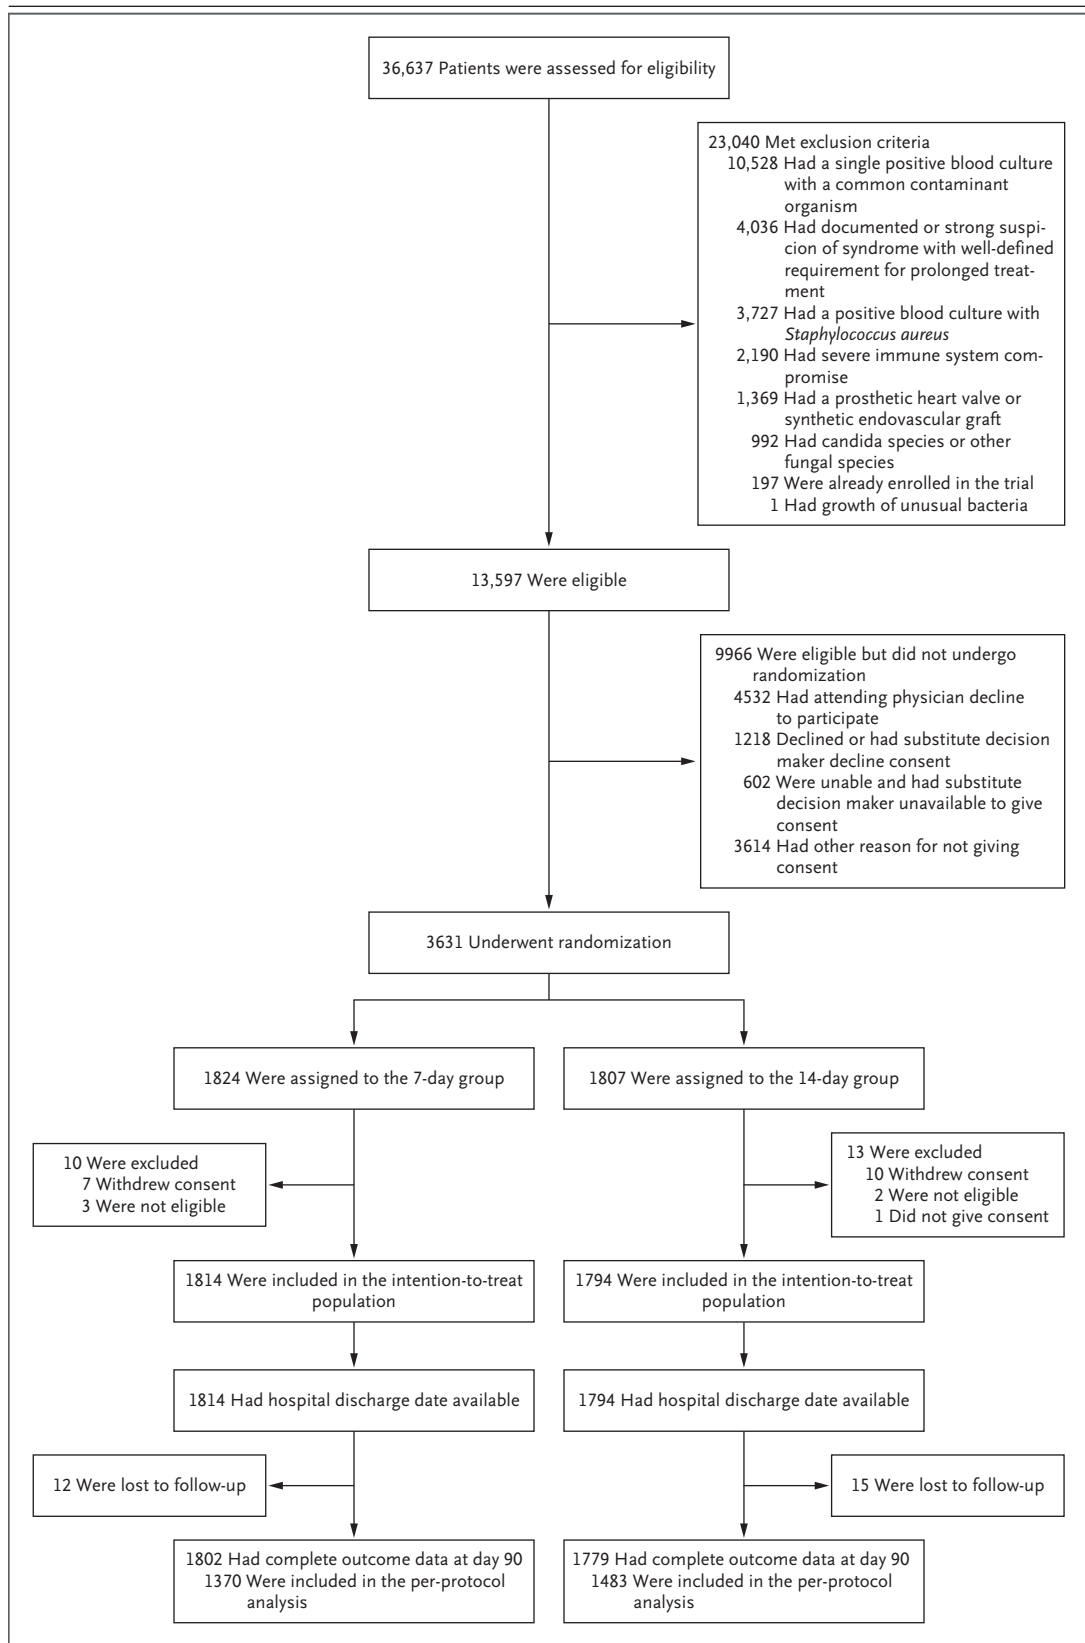 36,637 Patients were assessed for eligibility
23,040 Met exclusion criteria
10,528 Had a single positive blood culture
with a common contaminant
organism
4,036 Had documented or strong suspi-
cion of syndrome with well-defined
requirement for prolonged treat-
ment
3,727 Had a positive blood culture with
Staphylococcus aureus
2,190 Had severe immune system com-
promise
1,369 Had a prosthetic heart valve or
synthetic endovascular graft
992 Had candida species or other
fungal species
197 Were already enrolled in the trial
1 Had growth of unusual bacteria
13,597 Were eligible
9966 Were eligible but did not undergo
randomization
4532 Had attending physician decline
to participate
1218 Declined or had substitute decision
maker decline consent
602 Were unable and had substitute
decision maker unavailable to give
consent
3614 Had other reason for not giving
consent
3631 Underwent randomization
1824 Were assigned to the 7-day group
1807 Were assigned to the 14-day group
10 Were excluded
7 Withdrew consent
3 Were not eligible
13 Were excluded
10 Withdrew consent
2 Were not eligible
1 Did not give consent
1814 Were included in the intention-to-treat
population
1794 Were included in the intention-to-treat
population
1814 Had hospital discharge date available
1794 Had hospital discharge date available
12 Were lost to follow-up
15 Were lost to follow-up
1802 Had complete outcome data at day 90
1370 Were included in the per-protocol
analysis
1779 Had complete outcome data at day 90
1483 Were included in the per-protocol
analysis